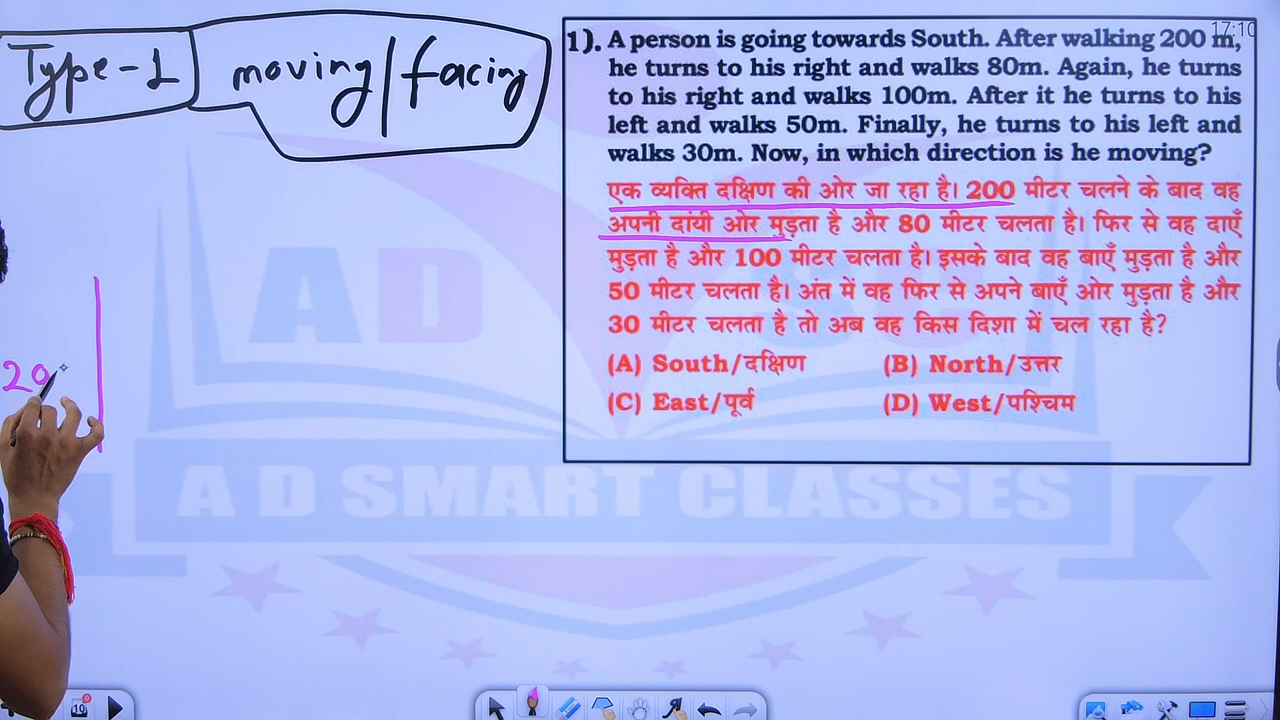 Type-1 moving/facing
17:10
1). A person is going towards South. After walking 200 m,
he turns to his right and walks 80m. Again, he turns
to his right and walks 100m. After it he turns to his
left and walks 50m. Finally, he turns to his left and
walks 30m. Now, in which direction is he moving?
एक व्यक्ति दक्षिण की ओर जा रहा है। 200 मीटर चलने के बाद वह
अपनी दांयी ओर मुड़ता है और 80 मीटर चलता है। फिर से वह दाएँ
मुड़ता है और 100 मीटर चलता है। इसके बाद वह बाएँ मुड़ता है और
50 मीटर चलता है। अंत में वह फिर से अपने बाएँ ओर मुड़ता है और
30 मीटर चलता है तो अब वह किस दिशा में चल रहा है?
(A) South/दक्षिण (B) North/उत्तर
(C) East/पूर्व (D) West/पश्चिम
20
A D SMART CLASSES
10